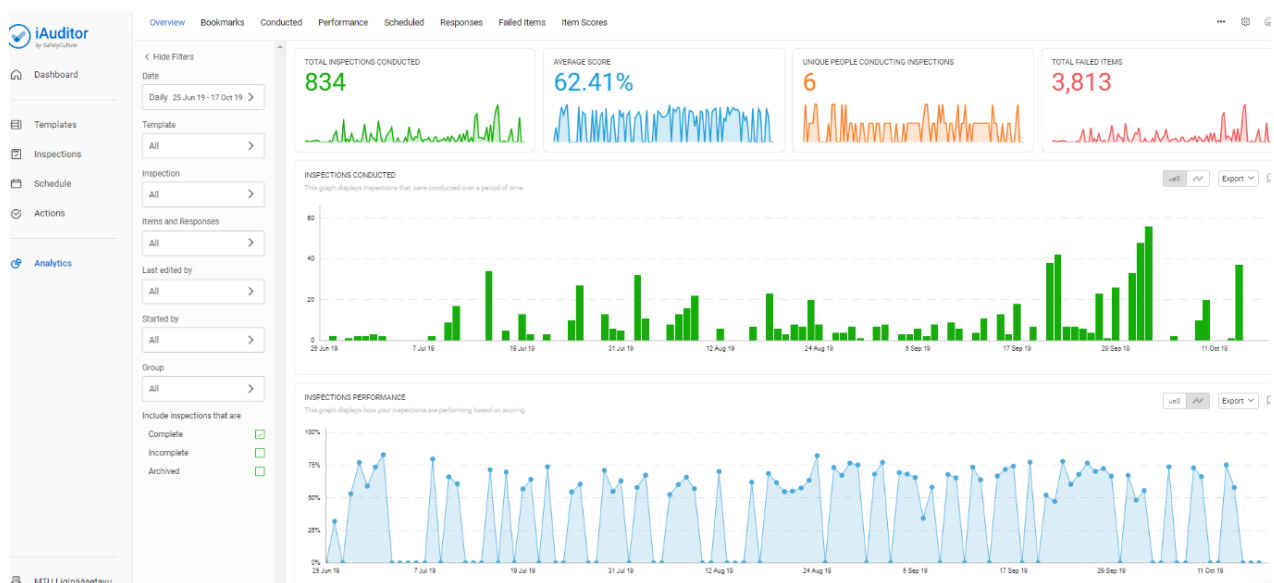 iAuditor
by SafetyCulture
Dashboard
Templates
Inspections
Schedule
Actions
Analytics
MTÜ Ligipääsetavu
Overview Bookmarks Conducted Performance Scheduled Responses Failed Items Item Scores
Hide Filters
Date
Daily 25 Jun 19 - 17 Oct 19
Template
All
Inspection
All
Items and Responses
All
Last edited by
All
Started by
All
Group
All
Include inspections that are
Complete
Incomplete
Archived
TOTAL INSPECTIONS CONDUCTED
834
AVERAGE SCORE
62.41%
UNIQUE PEOPLE CONDUCTING INSPECTIONS
6
TOTAL FAILED ITEMS
3,813
INSPECTIONS CONDUCTED
This graph displays inspections that were conducted over a period of time
Export
60
40
20
0
25 Jun 19 7 Jul 19 19 Jul 19 31 Jul 19 12 Aug 19 24 Aug 19 5 Sep 19 17 Sep 19 29 Sep 19 11 Oct 19
INSPECTIONS PERFORMANCE
This graph displays how your inspections are performing based on scoring
Export
100%
75%
50%
25%
0%
25 Jun 19 7 Jul 19 19 Jul 19 31 Jul 19 12 Aug 19 24 Aug 19 5 Sep 19 17 Sep 19 29 Sep 19 11 Oct 19